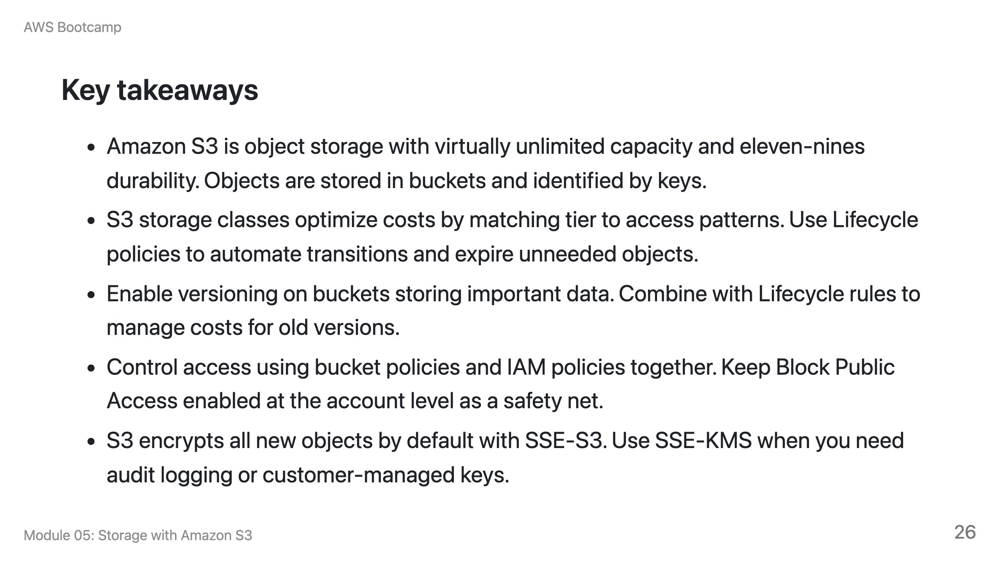 AWS Bootcamp
Key takeaways
• Amazon S3 is object storage with virtually unlimited capacity and eleven-nines
durability. Objects are stored in buckets and identified by keys.
• S3 storage classes optimize costs by matching tier to access patterns. Use Lifecycle
policies to automate transitions and expire unneeded objects.
• Enable versioning on buckets storing important data. Combine with Lifecycle rules to
manage costs for old versions.
• Control access using bucket policies and IAM policies together. Keep Block Public
Access enabled at the account level as a safety net.
• S3 encrypts all new objects by default with SSE-S3. Use SSE-KMS when you need
audit logging or customer-managed keys.
Module 05: Storage with Amazon S3
26